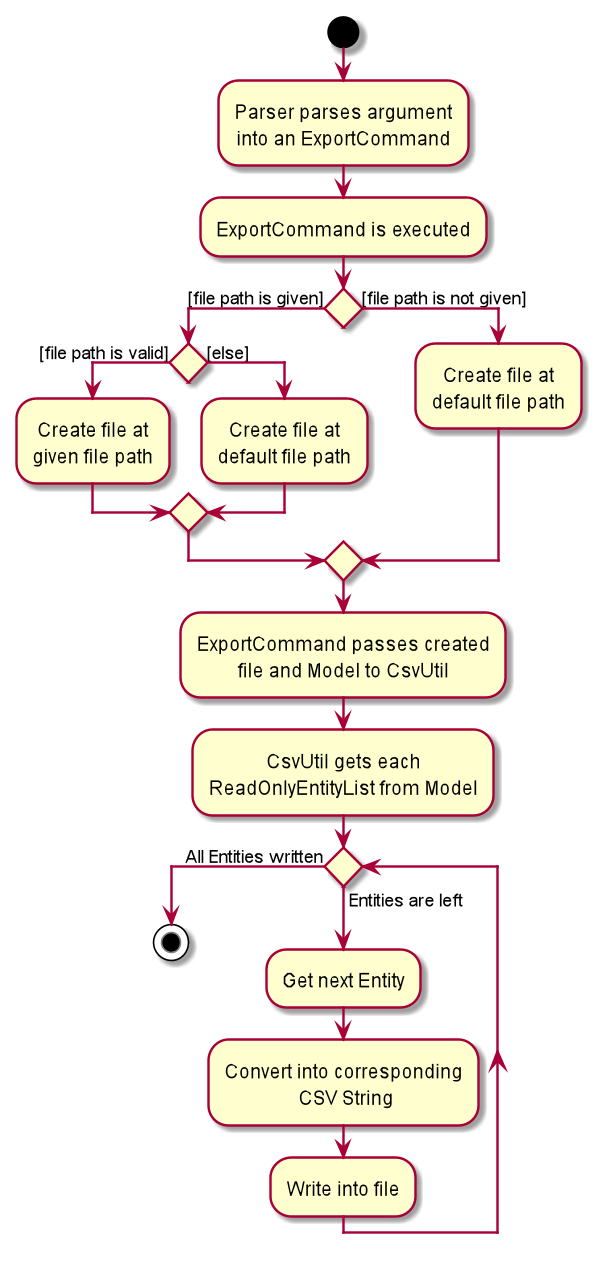 Parser parses argument
into an ExportCommand
ExportCommand is executed
[file path is given]
[file path is not given]
[file path is valid]
[else]
Create file at
given file path
Create file at
default file path
Create file at
default file path
ExportCommand passes created
file and Model to CsvUtil
CsvUtil gets each
ReadOnlyEntityList from Model
All Entities written
Entities are left
Get next Entity
Convert into corresponding
CSV String
Write into file